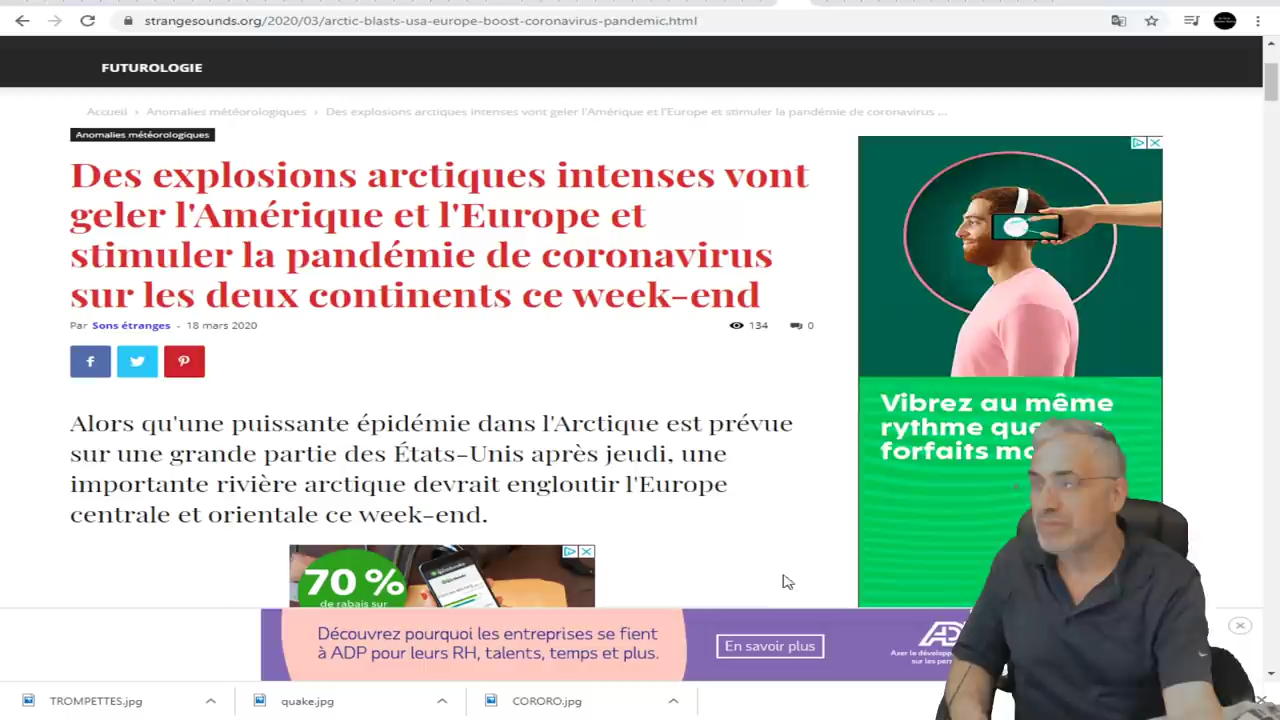 strangesounds.org/2020/03/arctic-blasts-usa-europe-boost-coronavirus-pandemic.html
FUTUROLOGIE
Accueil › Anomalies météorologiques › Des explosions arctiques intenses vont geler l'Amérique et l'Europe et stimuler la pandémie de coronavirus ...
Anomalies météorologiques
Des explosions arctiques intenses vont
geler l'Amérique et l'Europe et
stimuler la pandémie de coronavirus
sur les deux continents ce week-end
Par Sons étranges - 18 mars 2020
134
0
Alors qu'une puissante épidémie dans l'Arctique est prévue
sur une grande partie des États-Unis après jeudi, une
importante rivière arctique devrait engloutir l'Europe
centrale et orientale ce week-end.
Vibrez au même
rythme que
forfaits
70 %
de rabais sur
Découvrez pourquoi les entreprises se fient
à ADP pour leurs RH, talents, temps et plus.
En savoir plus
TROMPETTES.jpg
quake.jpg
CORORO.jpg